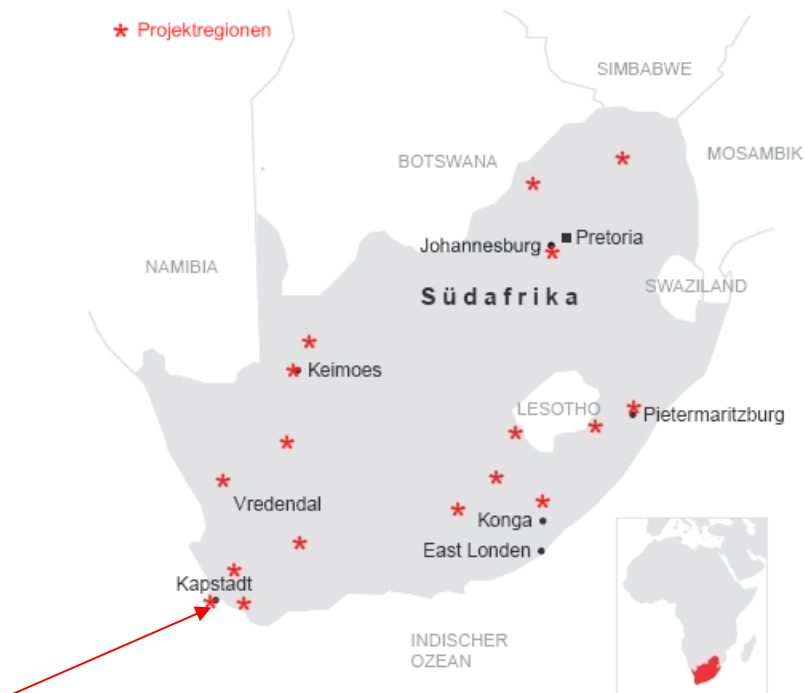 * Projektregionen
SIMBABWE
BOTSWANA
MOSAMBIK
Johannesburg
Pretoria
NAMIBIA
SWAZILAND
Südafrika
Keimoes
LESOTHO
Pietermaritzburg
Vredendal
Konga
East Londen
Kapstadt
INDISCHER
OZEAN